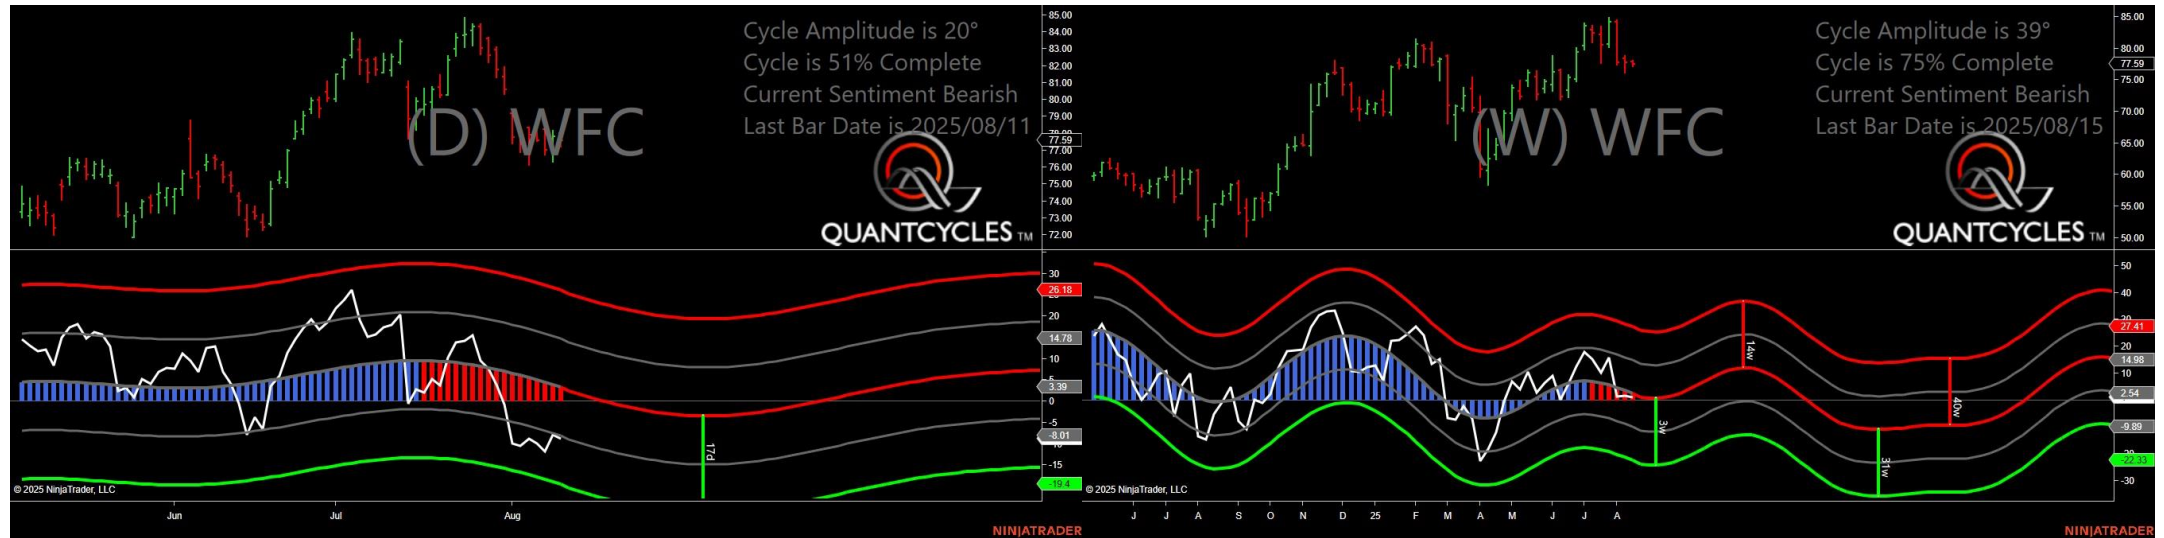 Cycle Amplitude is 20°
Cycle is 51% Complete
Current Sentiment Bearish
Last Bar Date is 2025/08/11
(D) WFC
QUANTCYCLES TM
85.00
84.00
83.00
82.00
81.00
80.00
79.00
77.59
77.00
76.00
75.00
74.00
73.00
72.00
30
26.18
20
14.78
10
3.39
0
-5
-8.01
-15
-19.4
17d
© 2025 NinjaTrader, LLC
Jun
Jul
Aug
NINJATRADER
Cycle Amplitude is 39°
Cycle is 75% Complete
Current Sentiment Bearish
Last Bar Date is 2025/08/15
(W) WFC
QUANTCYCLES TM
85.00
80.00
77.59
75.00
70.00
65.00
60.00
55.00
50.00
50
40
27.41
20
14.98
10
2.54
-9.89
-22.33
-30
3w
14w
31w
40w
© 2025 NinjaTrader, LLC
J
J
A
S
O
N
D
25
F
M
A
M
J
J
A
NINJATRADER